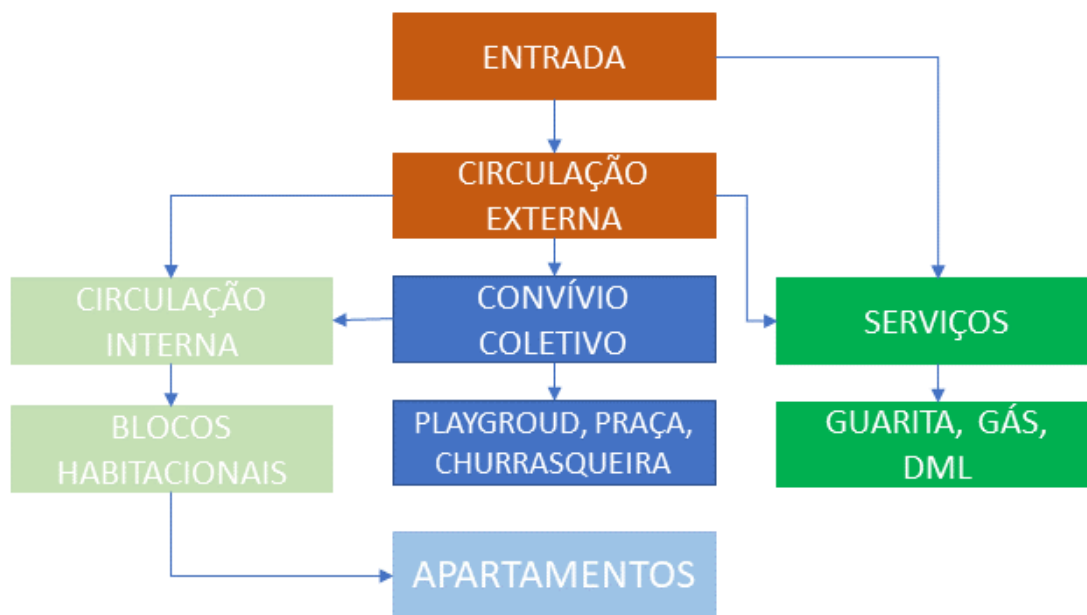 ENTRADA
CIRCULAÇÃO
EXTERNA
CIRCULAÇÃO
INTERNA
CONVÍVIO
COLETIVO
SERVIÇOS
BLOCOS
HABITACIONAIS
PLAYGROUD, PRAÇA,
CHURRASQUEIRA
GUARITA, GÁS,
DML
APARTAMENTOS